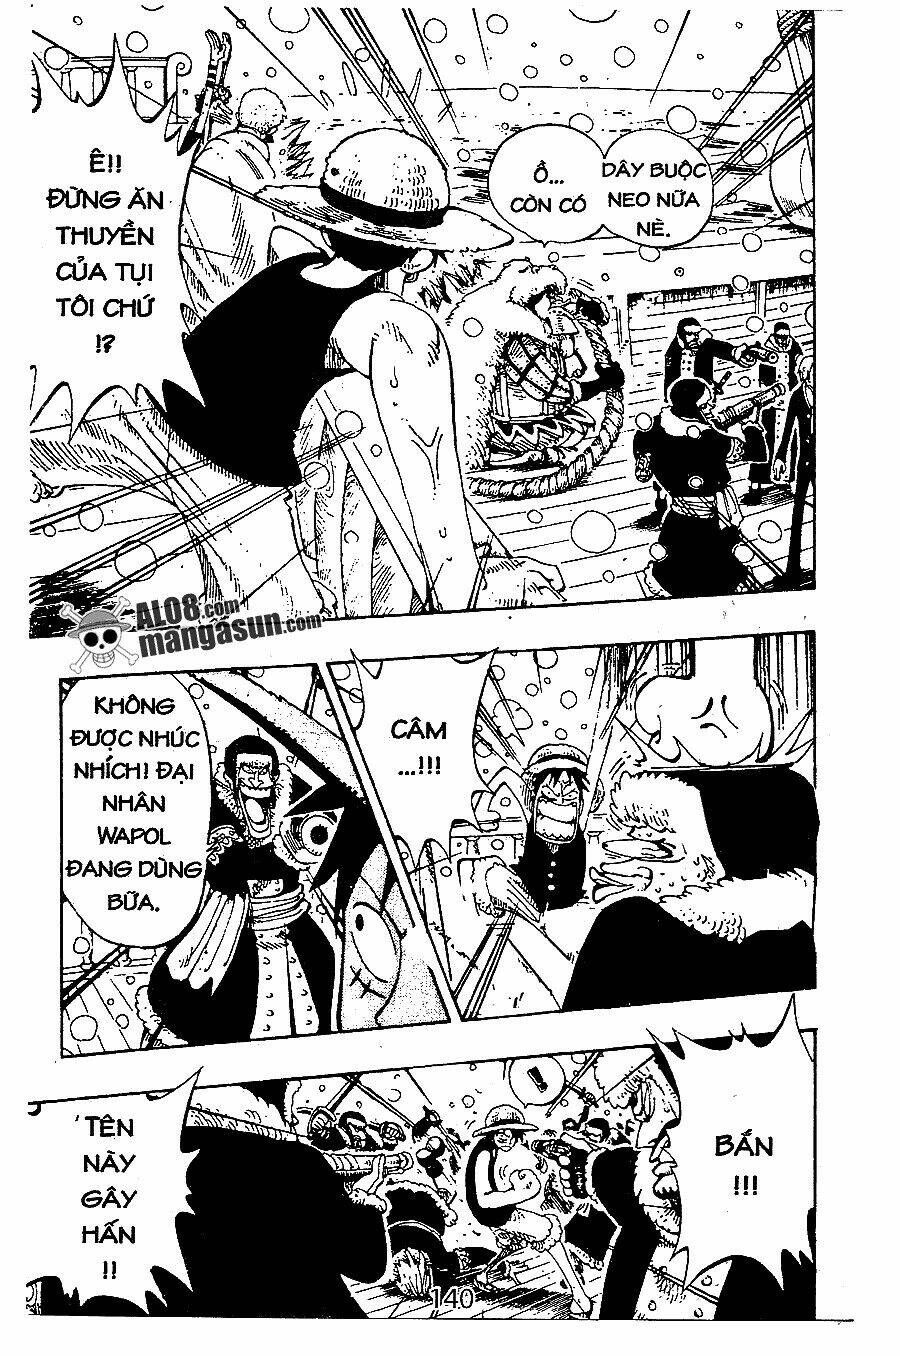 Ồ...
CÒN CÓ
DÂY BUỘC
NEO NỮA
NÈ.
Ê!!
ĐỪNG ĂN
THUYỀN
CỦA TỤI
TÔI CHỨ
!?
AL08.com
mangasun.com
KHÔNG
ĐƯỢC NHÚC
NHÍCH! ĐẠI
NHÂN
WAPOL
ĐANG DÙNG
BỮA.
CÂM
...!!!
TÊN
NÀY
GÂY
HẤN
!!
!
BẮN
!!!
140